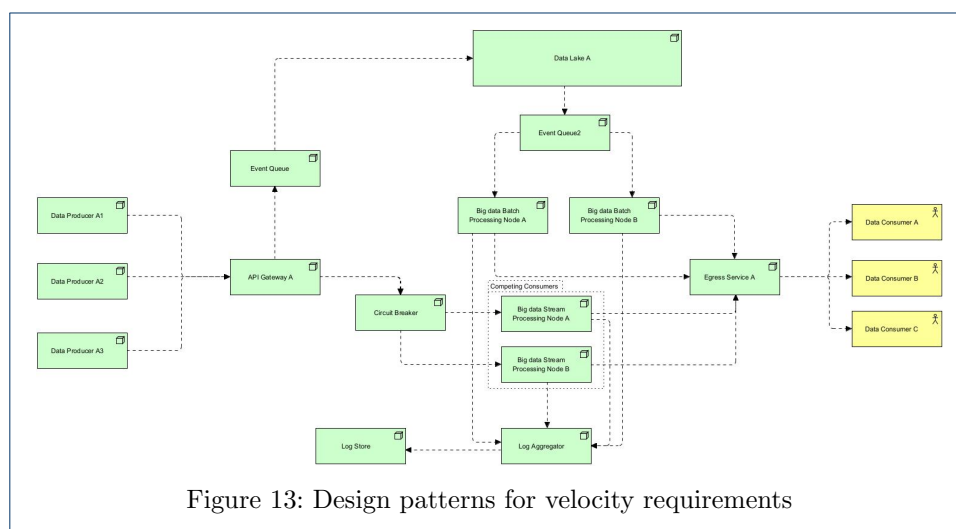 Data Lake A
Event Queue2
Event Queue
Data Producer A1
Big data Batch
Processing Node A
Big data Batch
Processing Node B
Data Consumer A
Data Producer A2
API Gateway A
Egress Service A
Data Consumer B
Competing Consumers
Circuit Breaker
Big data Stream
Processing Node A
Data Consumer C
Data Producer A3
Big data Stream
Processing Node B
Log Store
Log Aggregator
Figure 13: Design patterns for velocity requirements